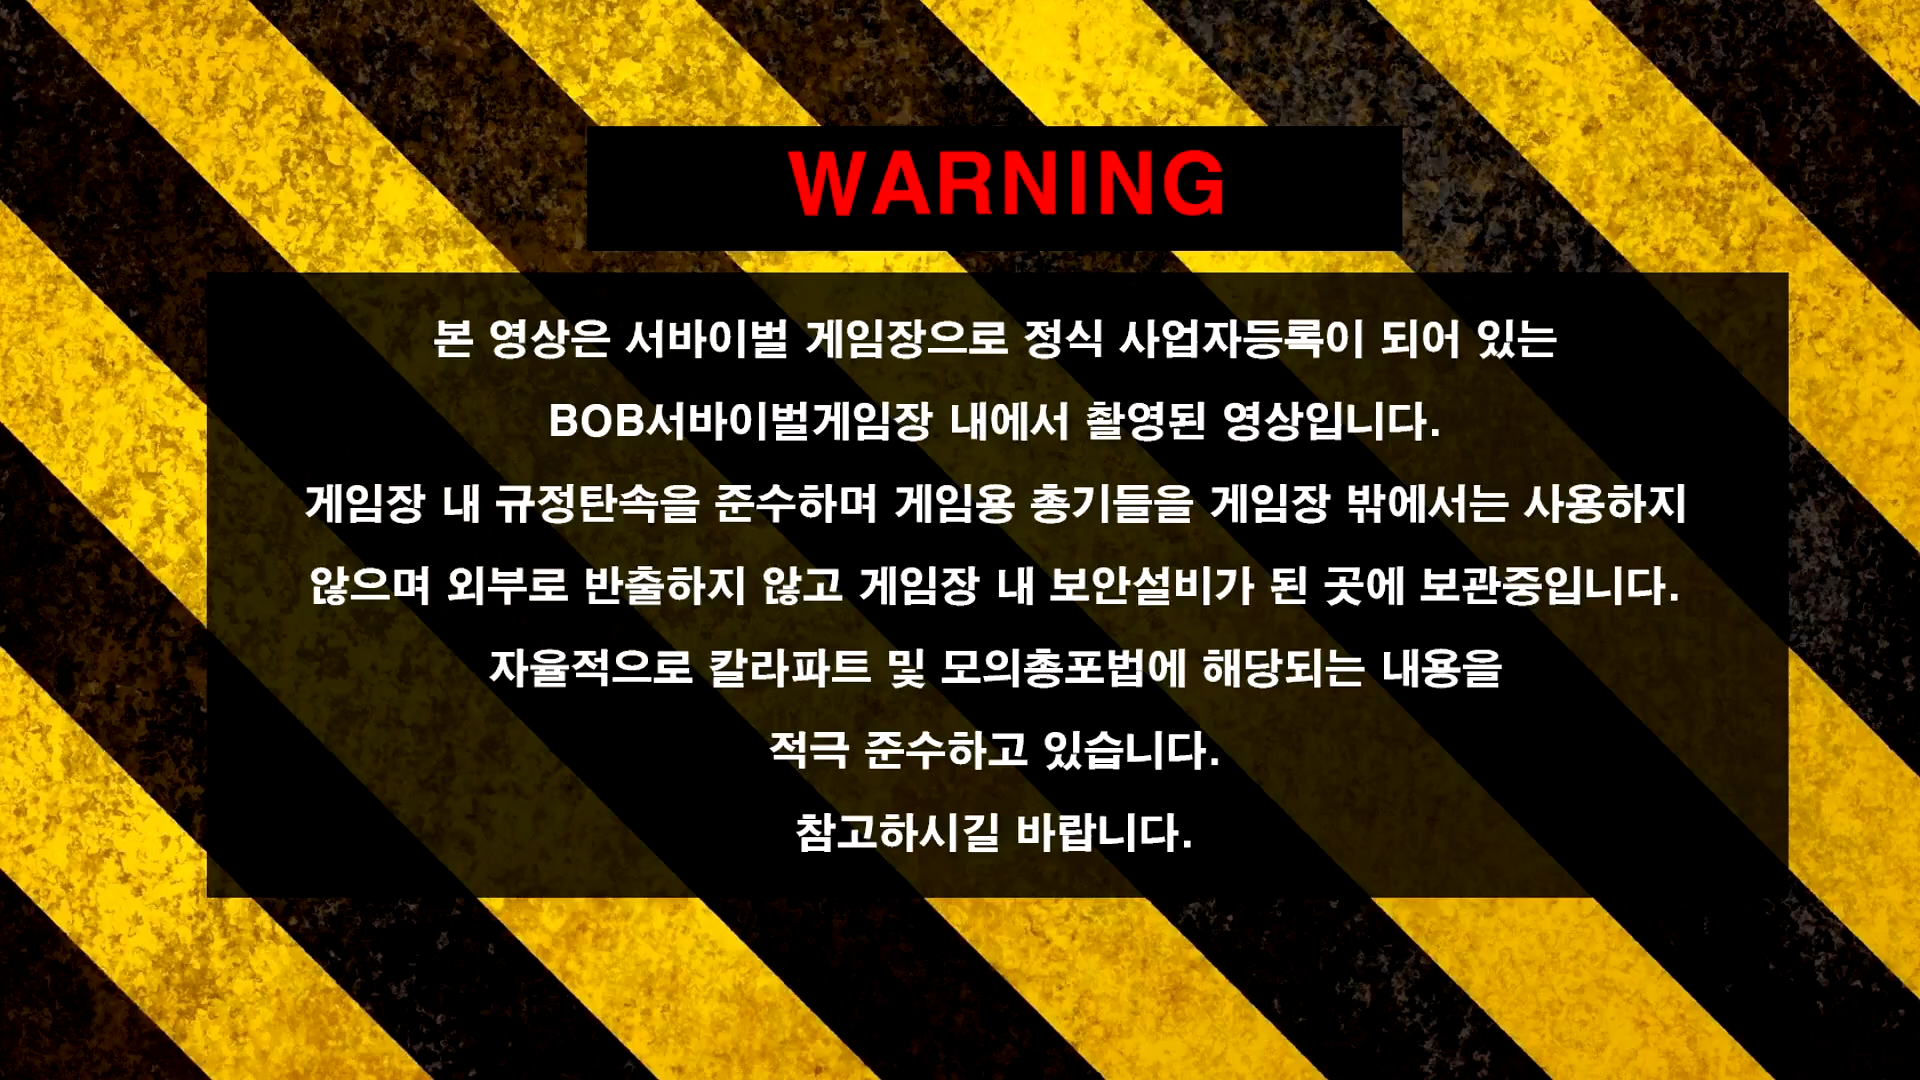 WARNING
본 영상은 서바이벌 게임장으로 정식 사업자등록이 되어 있는
BOB서바이벌게임장 내에서 촬영된 영상입니다.
게임장 내 규정탄속을 준수하며 게임용 총기들을 게임장 밖에서는 사용하지
않으며 외부로 반출하지 않고 게임장 내 보안설비가 된 곳에 보관중입니다.
자율적으로 칼라파트 및 모의총포법에 해당되는 내용을
적극 준수하고 있습니다.
참고하시길 바랍니다.